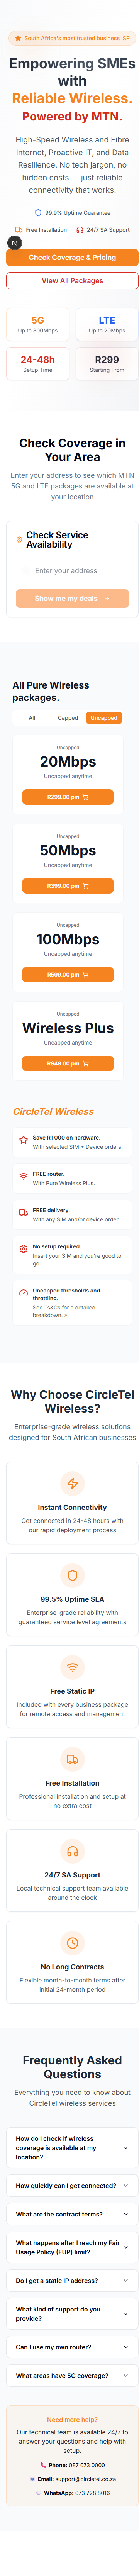 South Africa's most trusted business ISP
Empowering SMEs
with
Reliable Wireless.
Powered by MTN.
High-Speed Wireless and Fibre
Internet, Proactive IT, and Data
Resilience. No tech jargon, no
hidden costs — just reliable
connectivity that works.
99.9% Uptime Guarantee
Free Installation
24/7 SA Support
N
Check Coverage & Pricing
View All Packages
5G
Up to 300Mbps
LTE
Up to 20Mbps
24-48h
Setup Time
R299
Starting From
Check Coverage in
Your Area
Enter your address to see which MTN
5G and LTE packages are available at
your location
Check Service
Availability
Enter your address
Show me my deals →
All Pure Wireless
packages.
All
Capped
Uncapped
Uncapped
20Mbps
Uncapped anytime
R299.00 pm
Uncapped
50Mbps
Uncapped anytime
R399.00 pm
Uncapped
100Mbps
Uncapped anytime
R599.00 pm
Uncapped
Wireless Plus
Uncapped anytime
R949.00 pm
CircleTel Wireless
Save R1 000 on hardware.
With selected SIM + Device orders.
FREE router.
With Pure Wireless Plus.
FREE delivery.
With any SIM and/or device order.
No setup required.
Insert your SIM and you're good to
go.
Uncapped thresholds and
throttling.
See Ts&Cs for a detailed
breakdown. »
Why Choose CircleTel
Wireless?
Enterprise-grade wireless solutions
designed for South African businesses
Instant Connectivity
Get connected in 24-48 hours with
our rapid deployment process
99.5% Uptime SLA
Enterprise-grade reliability with
guaranteed service level agreements
Free Static IP
Included with every business package
for remote access and management
Free Installation
Professional installation and setup at
no extra cost
24/7 SA Support
Local technical support team available
around the clock
No Long Contracts
Flexible month-to-month terms after
initial 24-month period
Frequently Asked
Questions
Everything you need to know about
CircleTel wireless services
How do I check if wireless
coverage is available at my
location?
How quickly can I get connected?
What are the contract terms?
What happens after I reach my Fair
Usage Policy (FUP) limit?
Do I get a static IP address?
What kind of support do you
provide?
Can I use my own router?
What areas have 5G coverage?
Need more help?
Our technical team is available 24/7 to
answer your questions and help with
setup.
Phone: 087 073 0000
Email: support@circletel.co.za
WhatsApp: 073 728 8016